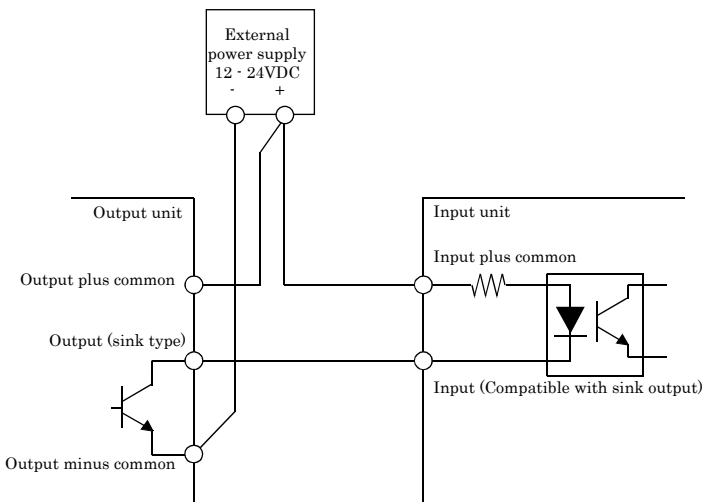 External
power supply
12 - 24VDC
- +
Output unit
Input unit
Input plus common
Output plus common
Output (sink type)
Input (Compatible with sink output)
Output minus common